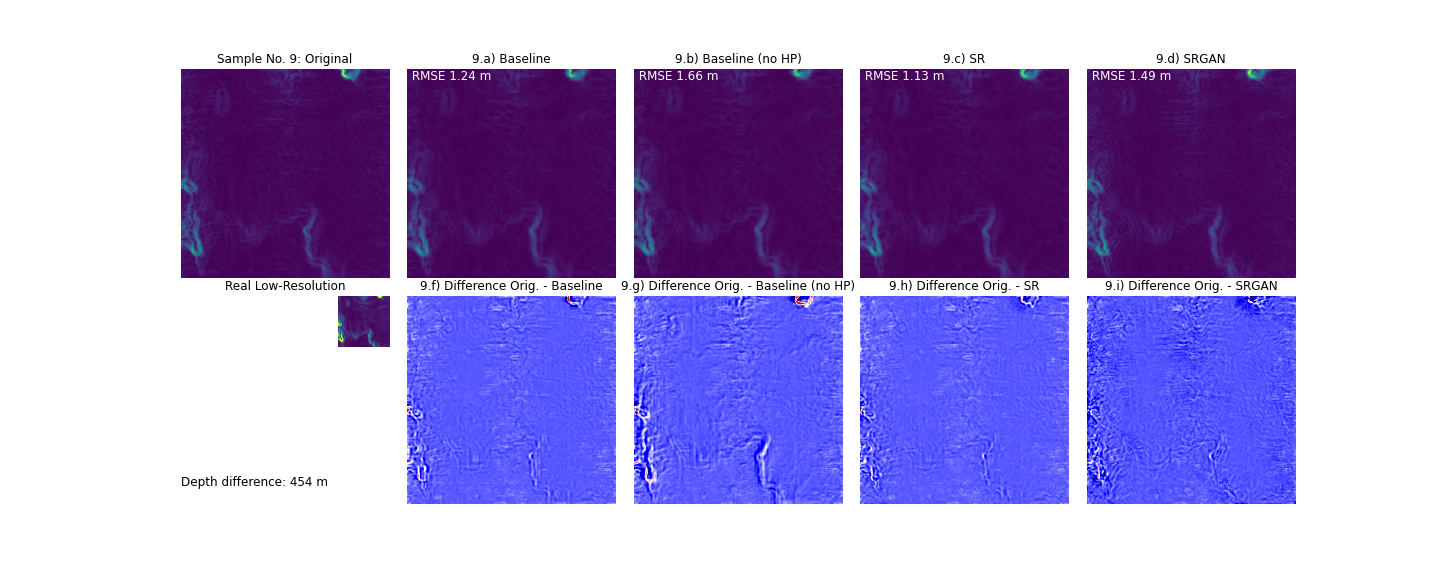 Sample No. 9: Original
9.a) Baseline
9.b) Baseline (no HP)
9.c) SR
9.d) SRGAN
RMSE 1.24 m
RMSE 1.66 m
RMSE 1.13 m
RMSE 1.49 m
Real Low-Resolution
9.f) Difference Orig. - Baseline
9.g) Difference Orig. - Baseline (no HP)
9.h) Difference Orig. - SR
9.i) Difference Orig. - SRGAN
Depth difference: 454 m